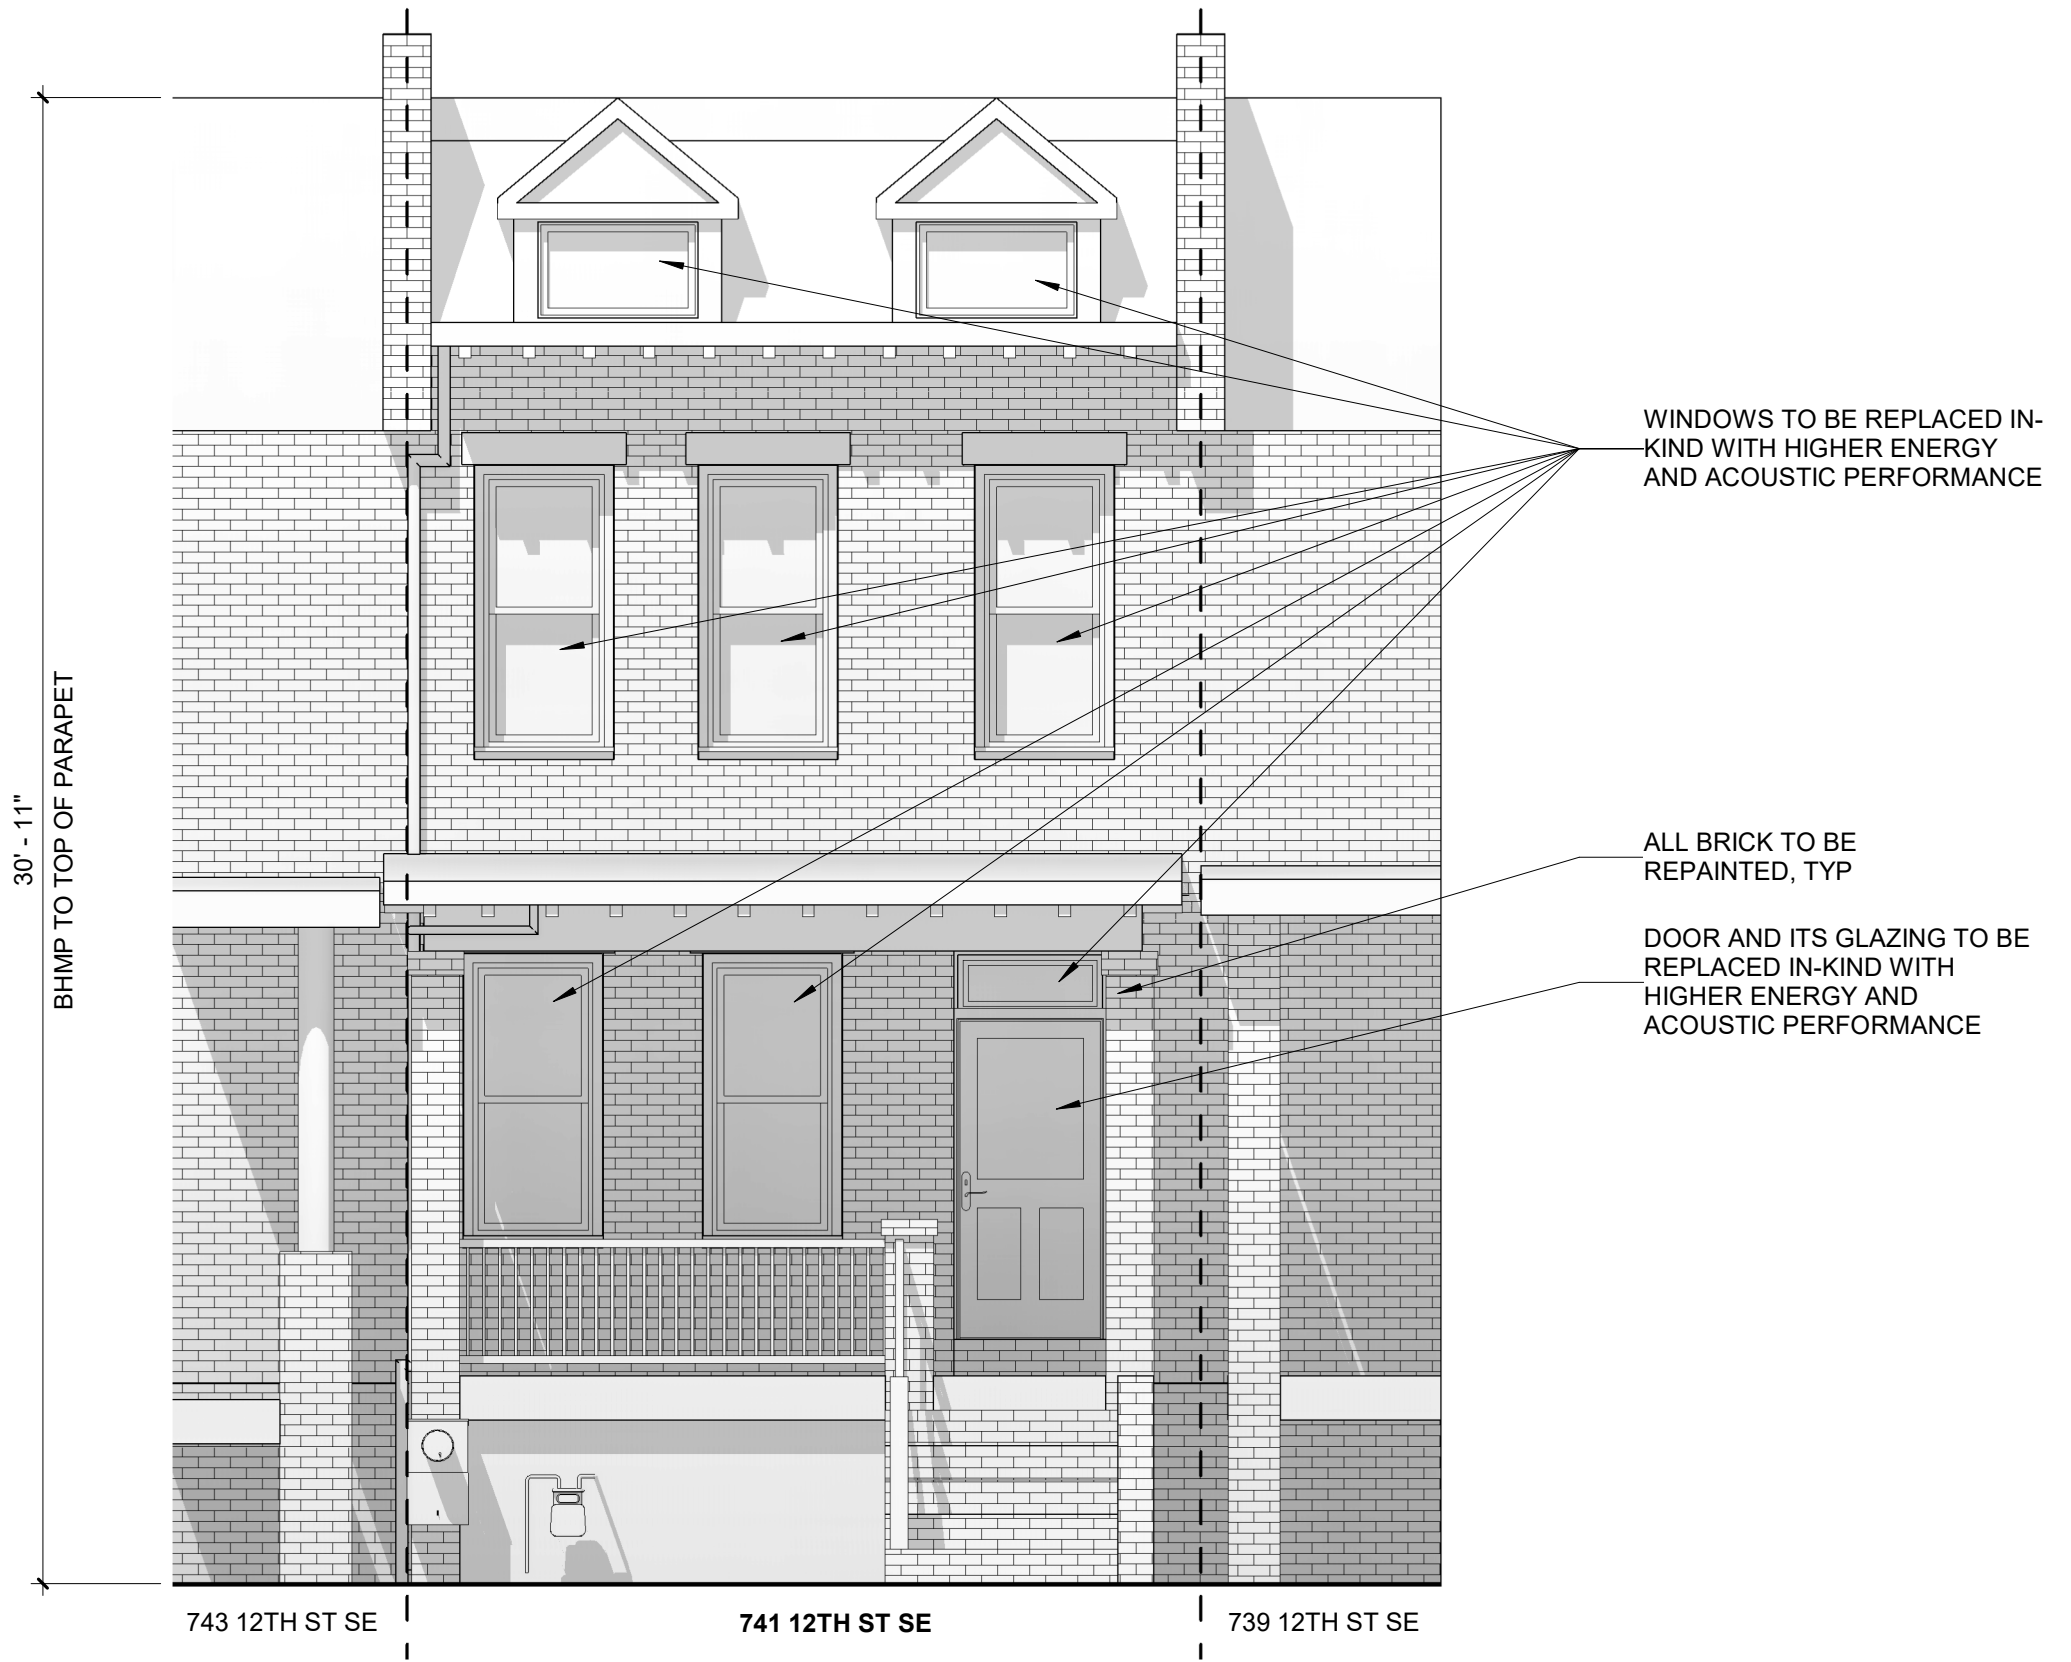 WINDOWS TO BE REPLACED IN-
KIND WITH HIGHER ENERGY
AND ACOUSTIC PERFORMANCE
ALL BRICK TO BE
REPAINTED, TYP
DOOR AND ITS GLAZING TO BE
REPLACED IN-KIND WITH
HIGHER ENERGY AND
ACOUSTIC PERFORMANCE
30' - 11"
BHMP TO TOP OF PARAPET
743 12TH ST SE
741 12TH ST SE
739 12TH ST SE